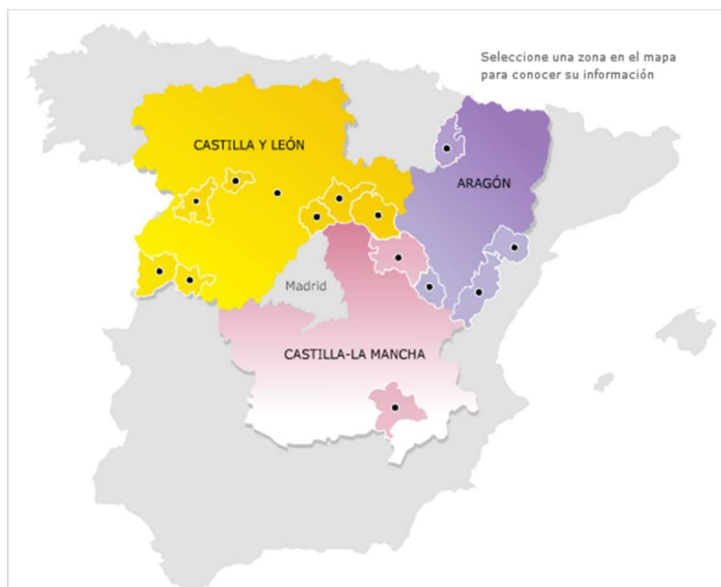 Seleccione una zona en el mapa
para conocer su información
CASTILLA Y LEÓN
ARAGÓN
Madrid
CASTILLA-LA MANCHA